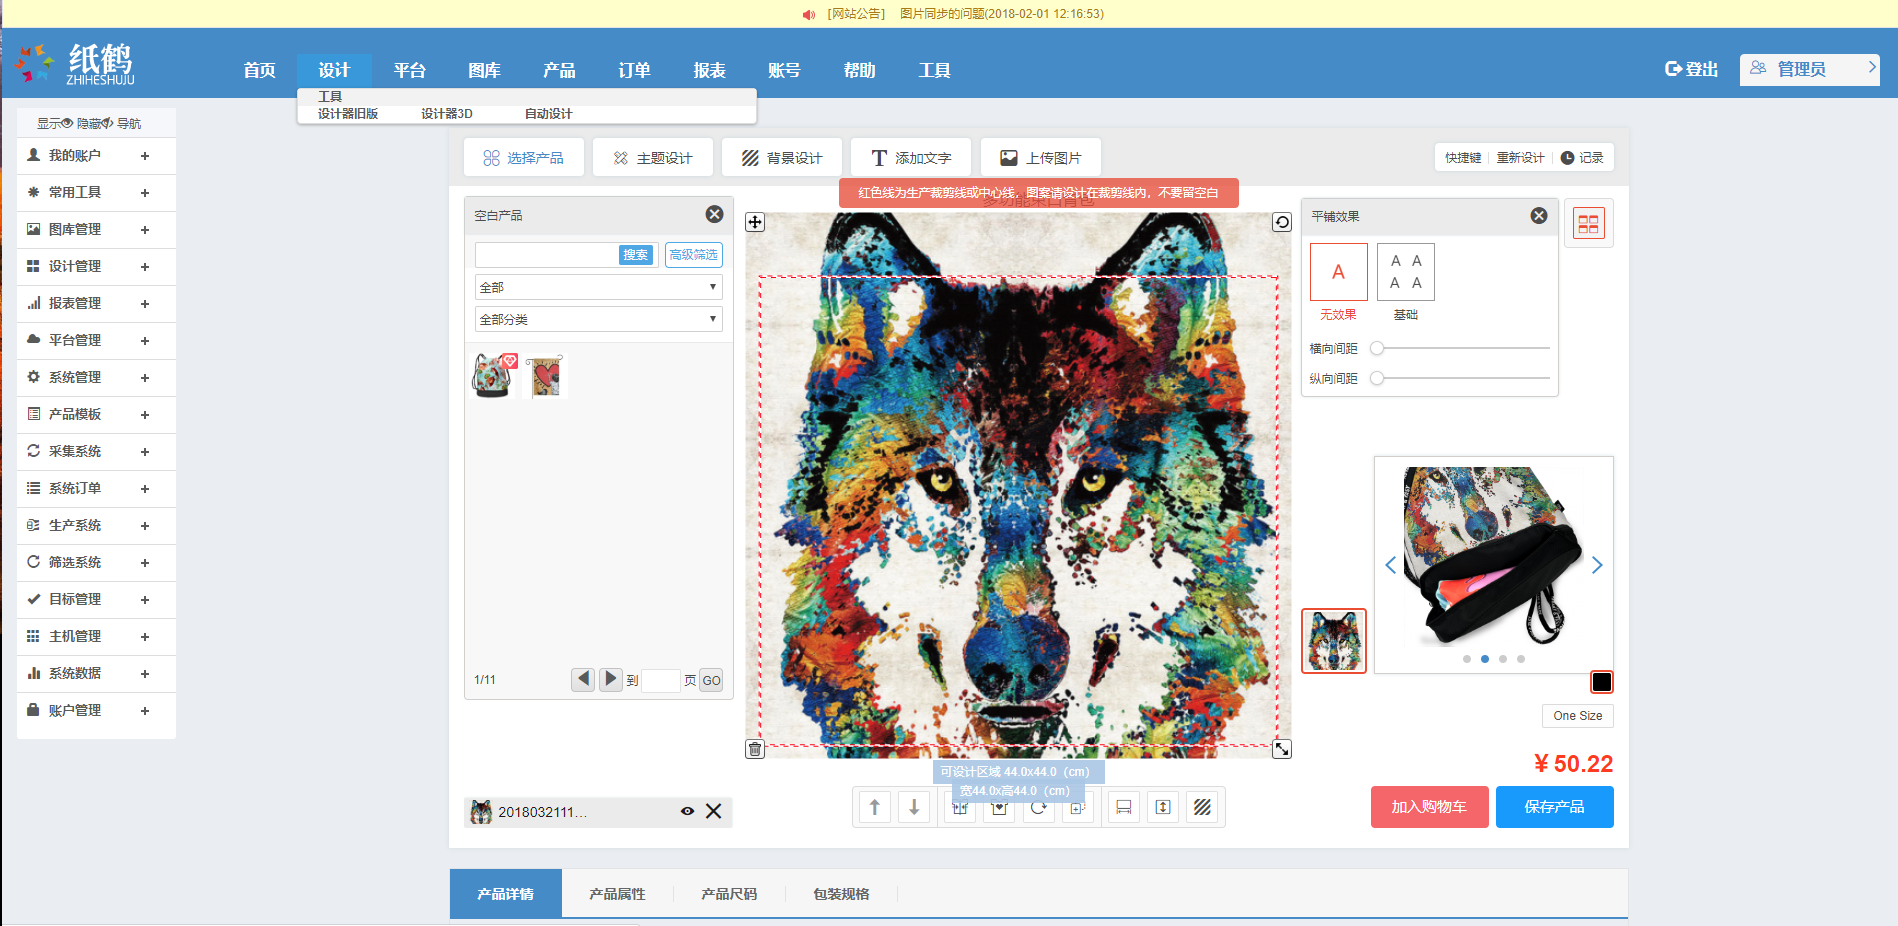 [网站公告] 图片同步的问题(2018-02-01 12:16:53)
纸鹤
ZHIHESHUJU
首页 设计 平台 图库 产品 订单 报表 账号 帮助 工具
登出 管理员
工具
设计器旧版 设计器3D 自动设计
显示 隐藏 导航
我的账户 +
常用工具 +
图库管理 +
设计管理 +
报表管理 +
平台管理 +
系统管理 +
产品模板 +
采集系统 +
系统订单 +
生产系统 +
筛选系统 +
目标管理 +
主机管理 +
系统数据 +
账户管理 +
选择产品 主题设计 背景设计 添加文字 上传图片
快捷键 重新设计 记录
红色线为生产裁剪线或中心线，图案请设计在裁剪线内，不要留空白
多功能束口背包
空白产品
搜索 高级筛选
全部
全部分类
1/11 到 页 GO
2018032111...
可设计区域 44.0x44.0（cm）
宽44.0x高44.0（cm）
平铺效果
A
A A
A A
无效果 基础
横向间距
纵向间距
One Size
¥ 50.22
加入购物车 保存产品
产品详情 产品属性 产品尺码 包装规格